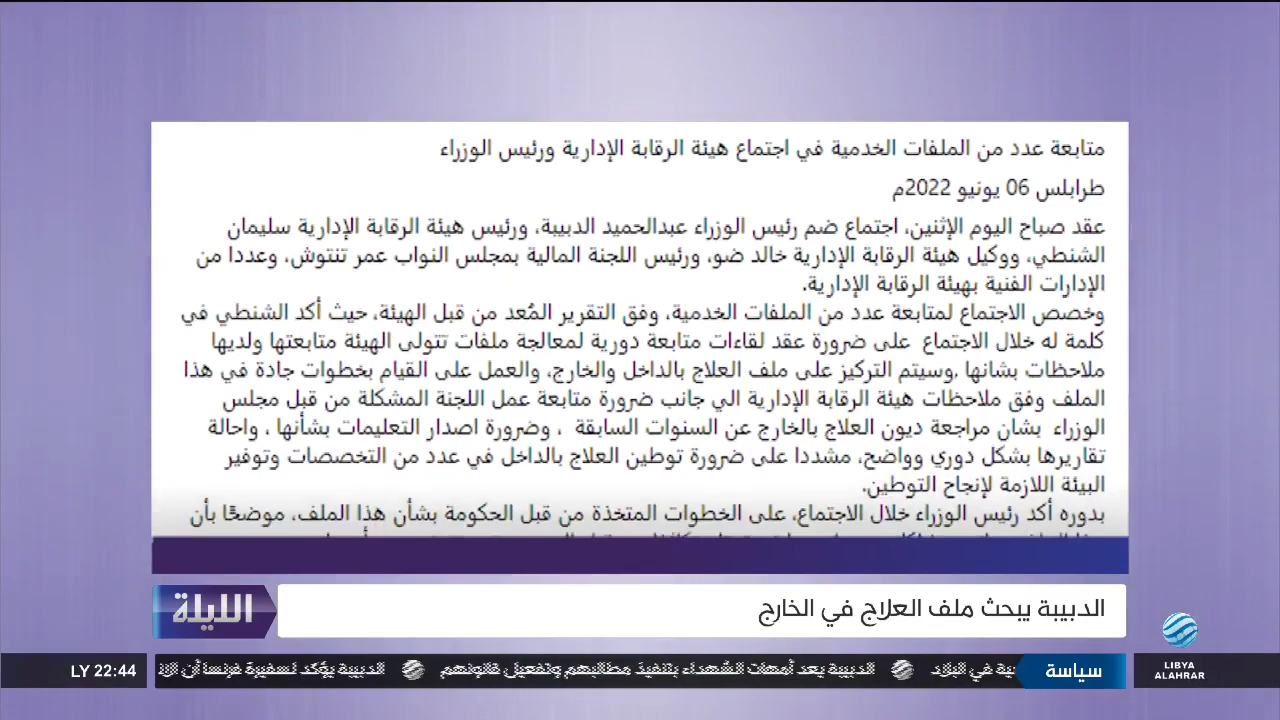 متابعة عدد من الملفات الخدمية في اجتماع هيئة الرقابة الإدارية ورئيس الوزراء
طرابلس 06 يونيو 2022م
عقد صباح اليوم الإثنين، اجتماع ضم رئيس الوزراء عبدالحميد الدبيبة، ورئيس هيئة الرقابة الإدارية سليمان
الشنطي، ووكيل هيئة الرقابة الإدارية خالد ضو، ورئيس اللجنة المالية بمجلس النواب عمر تنتوش، وعددا من
الإدارات الفنية بهيئة الرقابة الإدارية.
وخصص الاجتماع لمتابعة عدد من الملفات الخدمية، وفق التقرير المُعد من قبل الهيئة، حيث أكد الشنطي في
كلمة له خلال الاجتماع على ضرورة عقد لقاءات متابعة دورية لمعالجة ملفات تتولى الهيئة متابعتها ولديها
ملاحظات بشانها ,وسيتم التركيز على ملف العلاج بالداخل والخارج، والعمل على القيام بخطوات جادة في هذا
الملف وفق ملاحظات هيئة الرقابة الإدارية الي جانب ضرورة متابعة عمل اللجنة المشكلة من قبل مجلس
الوزراء بشان مراجعة ديون العلاج بالخارج عن السنوات السابقة ، وضرورة اصدار التعليمات بشأنها ، واحالة
تقاريرها بشكل دوري وواضح، مشددا على ضرورة توطين العلاج بالداخل في عدد من التخصصات وتوفير
البيئة اللازمة لإنجاح التوطين.
بدوره أكد رئيس الوزراء خلال الاجتماع، على الخطوات المتخذة من قبل الحكومة بشأن هذا الملف، موضحًا بأن
الليلة
الدبيبة يبحث ملف العلاج في الخارج
سياسة
في البلاد
الدبيبة يعد أمهات الشهداء بتنفيذ مطالبهم وتفعيل قانونهم
الدبيبة يؤكد لسفيرة فرنسا أن
LY 22:44
LIBYA
ALAHRAR